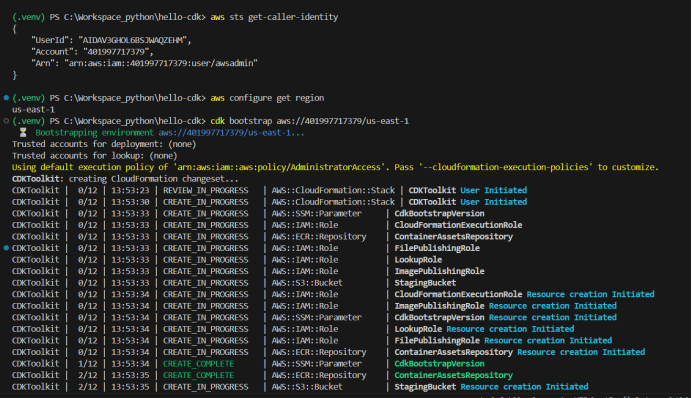 (.venv) PS C:\Workspace_python\hello-cdk> aws sts get-caller-identity
{
    "UserId": "AIDAV3GHOL6BSJWAQZEHM",
    "Account": "401997717379",
    "Arn": "arn:aws:iam::401997717379:user/awsadmin"
}
(.venv) PS C:\Workspace_python\hello-cdk> aws configure get region
us-east-1
(.venv) PS C:\Workspace_python\hello-cdk> cdk bootstrap aws://401997717379/us-east-1
⏳ Bootstrapping environment aws://401997717379/us-east-1...
Trusted accounts for deployment: (none)
Trusted accounts for lookup: (none)
Using default execution policy of 'arn:aws:iam::aws:policy/AdministratorAccess'. Pass '--cloudformation-execution-policies' to customize.
CDKToolkit: creating CloudFormation changeset...
CDKToolkit | 0/12 | 13:53:23 | REVIEW_IN_PROGRESS | AWS::CloudFormation::Stack | CDKToolkit User Initiated
CDKToolkit | 0/12 | 13:53:30 | CREATE_IN_PROGRESS | AWS::CloudFormation::Stack | CDKToolkit User Initiated
CDKToolkit | 0/12 | 13:53:33 | CREATE_IN_PROGRESS | AWS::SSM::Parameter | CdkBootstrapVersion
CDKToolkit | 0/12 | 13:53:33 | CREATE_IN_PROGRESS | AWS::IAM::Role | CloudFormationExecutionRole
CDKToolkit | 0/12 | 13:53:33 | CREATE_IN_PROGRESS | AWS::ECR::Repository | ContainerAssetsRepository
CDKToolkit | 0/12 | 13:53:33 | CREATE_IN_PROGRESS | AWS::IAM::Role | FilePublishingRole
CDKToolkit | 0/12 | 13:53:33 | CREATE_IN_PROGRESS | AWS::IAM::Role | LookupRole
CDKToolkit | 0/12 | 13:53:33 | CREATE_IN_PROGRESS | AWS::IAM::Role | ImagePublishingRole
CDKToolkit | 0/12 | 13:53:33 | CREATE_IN_PROGRESS | AWS::S3::Bucket | StagingBucket
CDKToolkit | 0/12 | 13:53:34 | CREATE_IN_PROGRESS | AWS::IAM::Role | CloudFormationExecutionRole Resource creation Initiated
CDKToolkit | 0/12 | 13:53:34 | CREATE_IN_PROGRESS | AWS::IAM::Role | ImagePublishingRole Resource creation Initiated
CDKToolkit | 0/12 | 13:53:34 | CREATE_IN_PROGRESS | AWS::SSM::Parameter | CdkBootstrapVersion Resource creation Initiated
CDKToolkit | 0/12 | 13:53:34 | CREATE_IN_PROGRESS | AWS::IAM::Role | LookupRole Resource creation Initiated
CDKToolkit | 0/12 | 13:53:34 | CREATE_IN_PROGRESS | AWS::IAM::Role | FilePublishingRole Resource creation Initiated
CDKToolkit | 0/12 | 13:53:34 | CREATE_IN_PROGRESS | AWS::ECR::Repository | ContainerAssetsRepository Resource creation Initiated
CDKToolkit | 1/12 | 13:53:34 | CREATE_COMPLETE | AWS::SSM::Parameter | CdkBootstrapVersion
CDKToolkit | 2/12 | 13:53:35 | CREATE_COMPLETE | AWS::ECR::Repository | ContainerAssetsRepository
CDKToolkit | 2/12 | 13:53:35 | CREATE_IN_PROGRESS | AWS::S3::Bucket | StagingBucket Resource creation Initiated